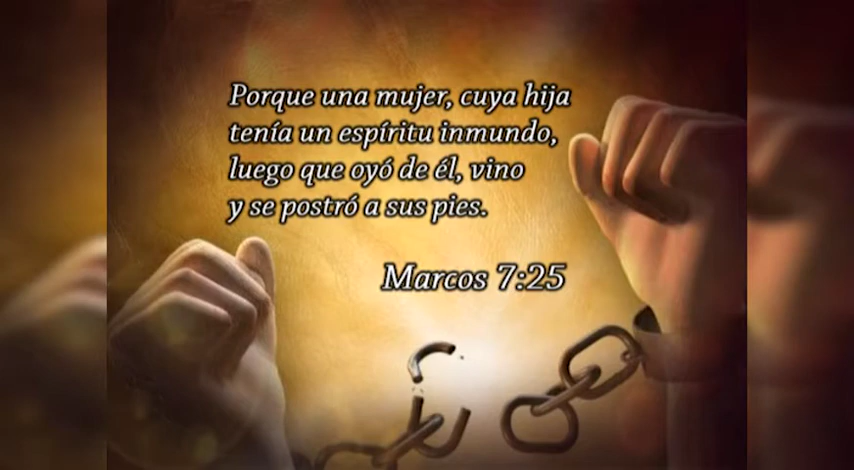 Porque una mujer, cuya hija
tenía un espíritu inmundo,
luego que oyó de él, vino
y se postró a sus pies.
Marcos 7:25